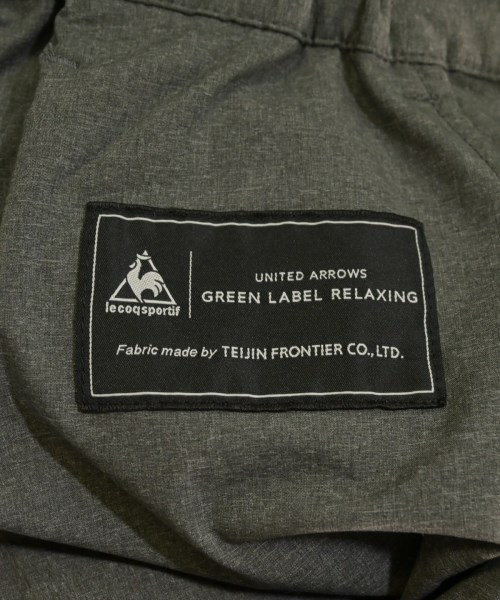 lecoqsportif
UNITED ARROWS
GREEN LABEL RELAXING
Fabric made by TEIJIN FRONTIER CO.,LTD.